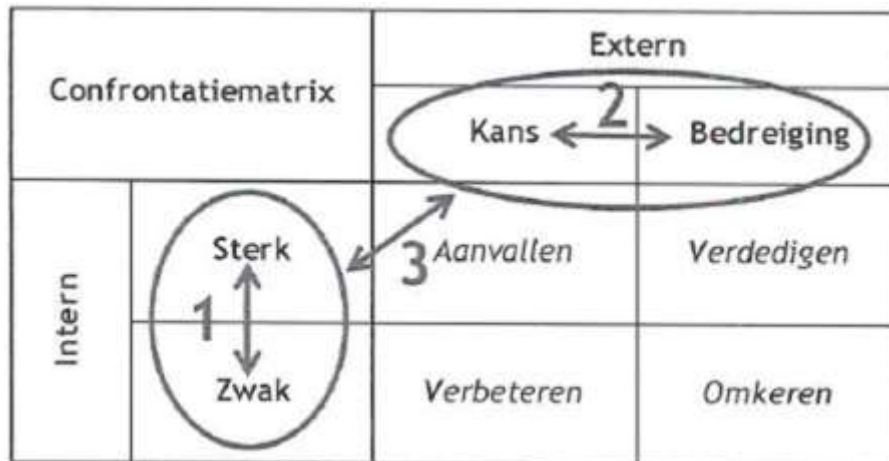 Extern
Confrontatiematrix
Kans 2 Bedreiging
Intern
Sterk 3 Aanvallen Verdedigen
1
Zwak Verbeteren Omkeren